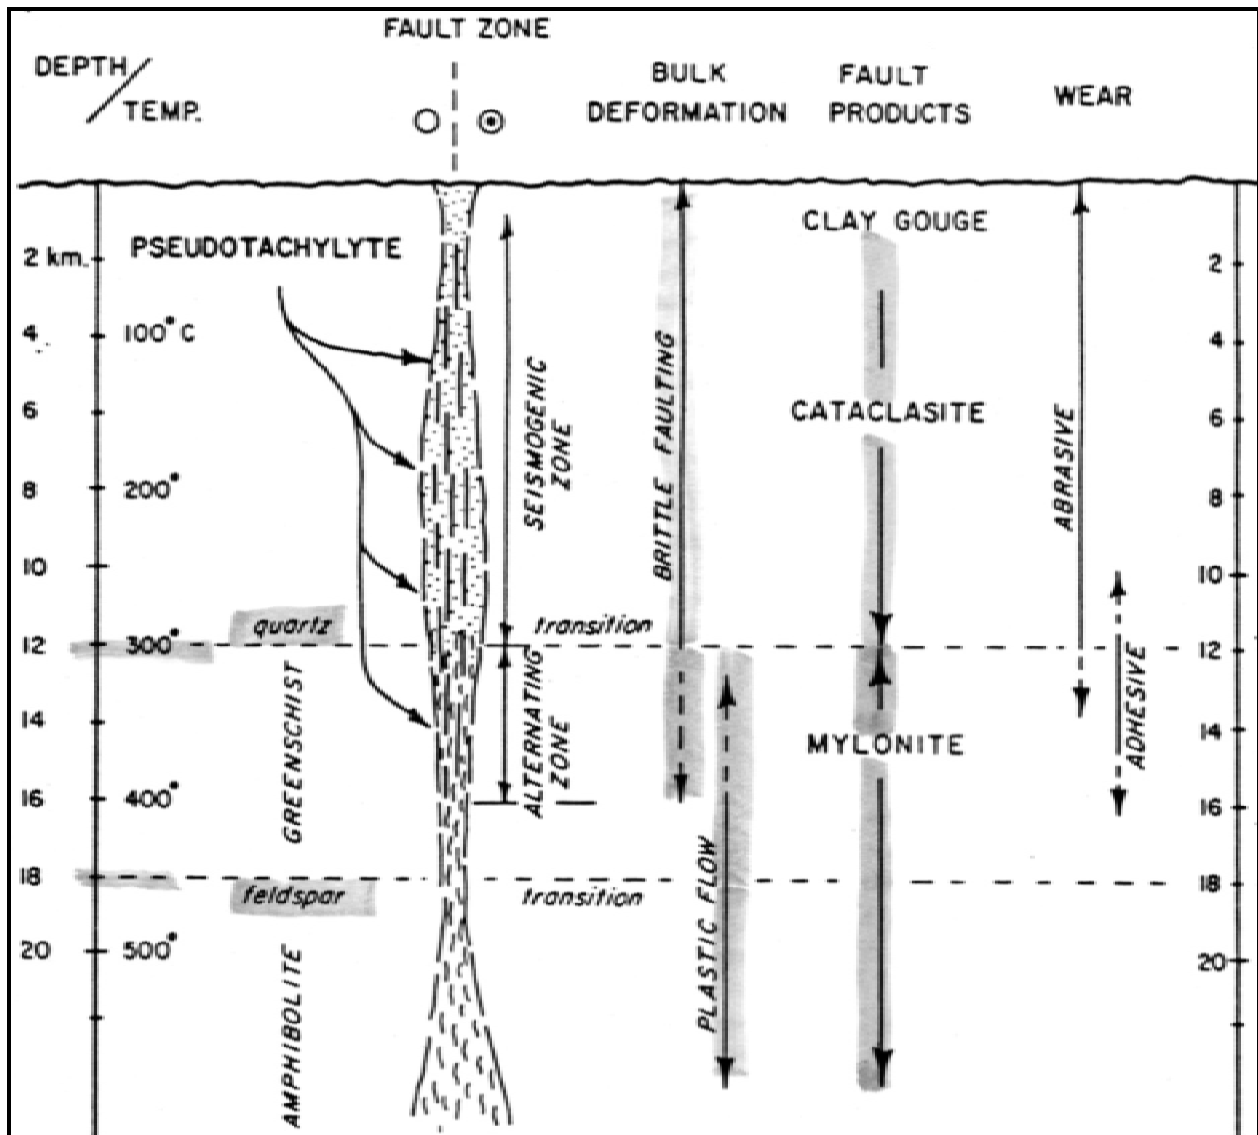 FAULT ZONE
DEPTH/
TEMP.
BULK
DEFORMATION
FAULT
PRODUCTS
WEAR
CLAY GOUGE
PSEUDOTACHYLYTE
2 km.
2
4
100° C
4
SEISMOGENIC
ZONE
BRITTLE FAULTING
ABRASIVE
6
CATACLASITE
6
8
200°
8
10
10
quartz
transition
12
300°
12
GREENSCHIST
ALTERNATING
ZONE
ADHESIVE
14
MYLONITE
14
16
400°
16
PLASTIC FLOW
18
18
feldspar
transition
20
500°
20
AMPHIBOLITE